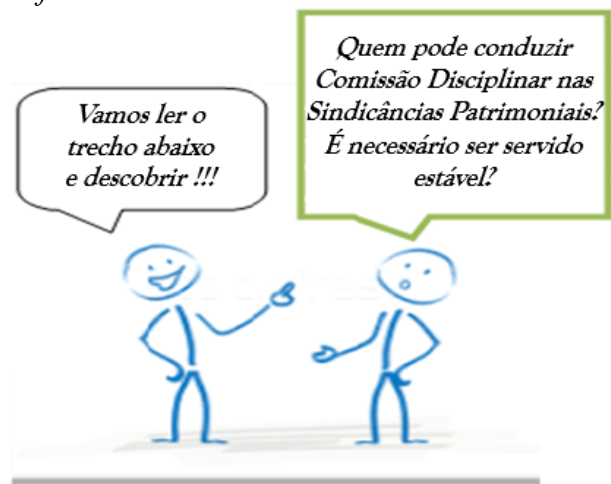 Vamos ler o
trecho abaixo
e descobrir !!!
Quem pode conduzir
Comissão Disciplinar nas
Sindicâncias Patrimoniais?
É necessário ser servido
estável?